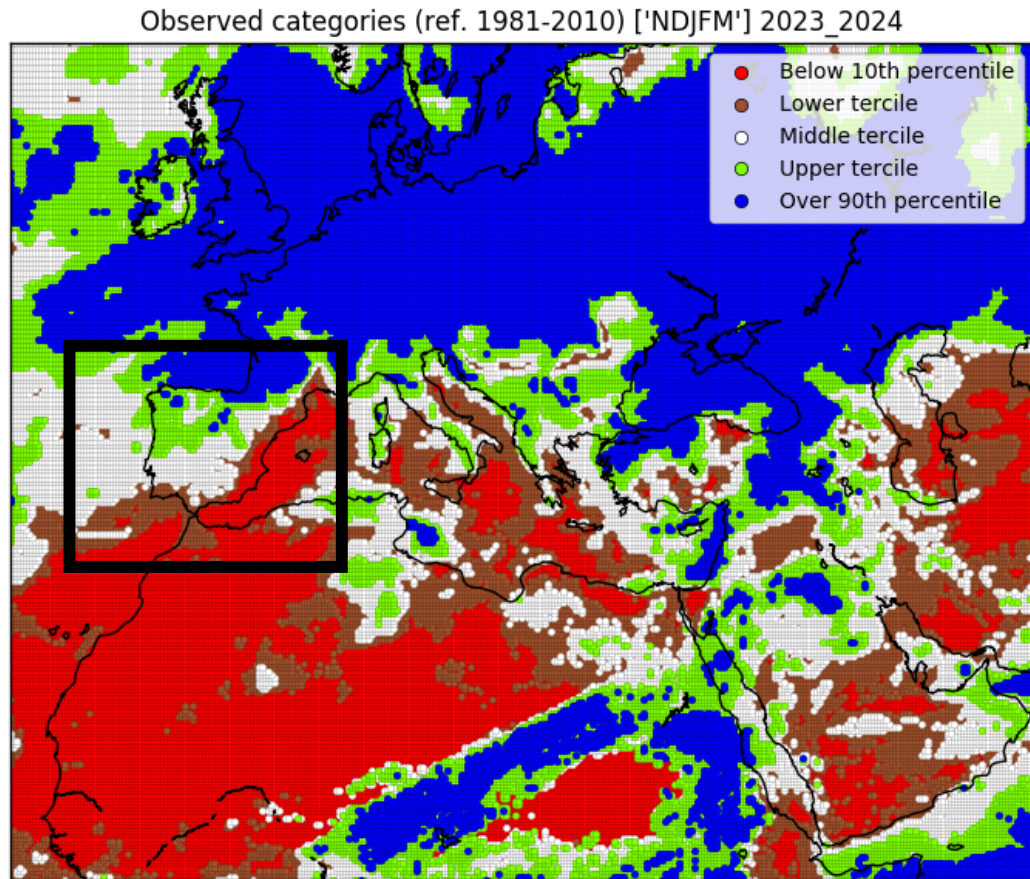 Observed categories (ref. 1981-2010) ['NDJFM'] 2023_2024
Below 10th percentile
Lower tercile
Middle tercile
Upper tercile
Over 90th percentile